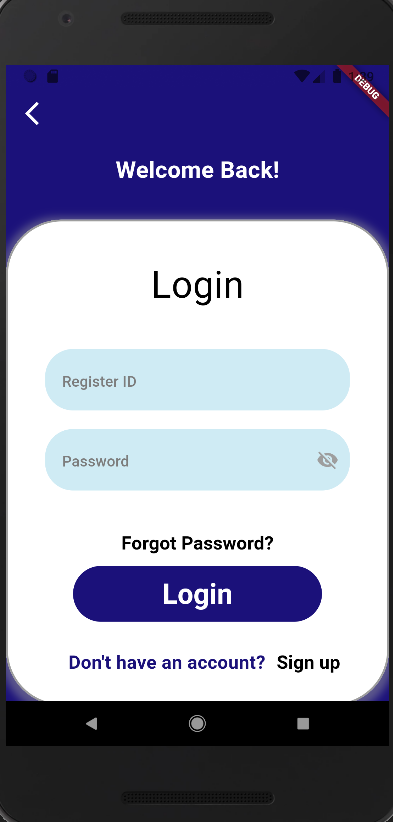 DEBUG
Welcome Back!
Login
Register ID
Password
Forgot Password?
Login
Don't have an account? Sign up